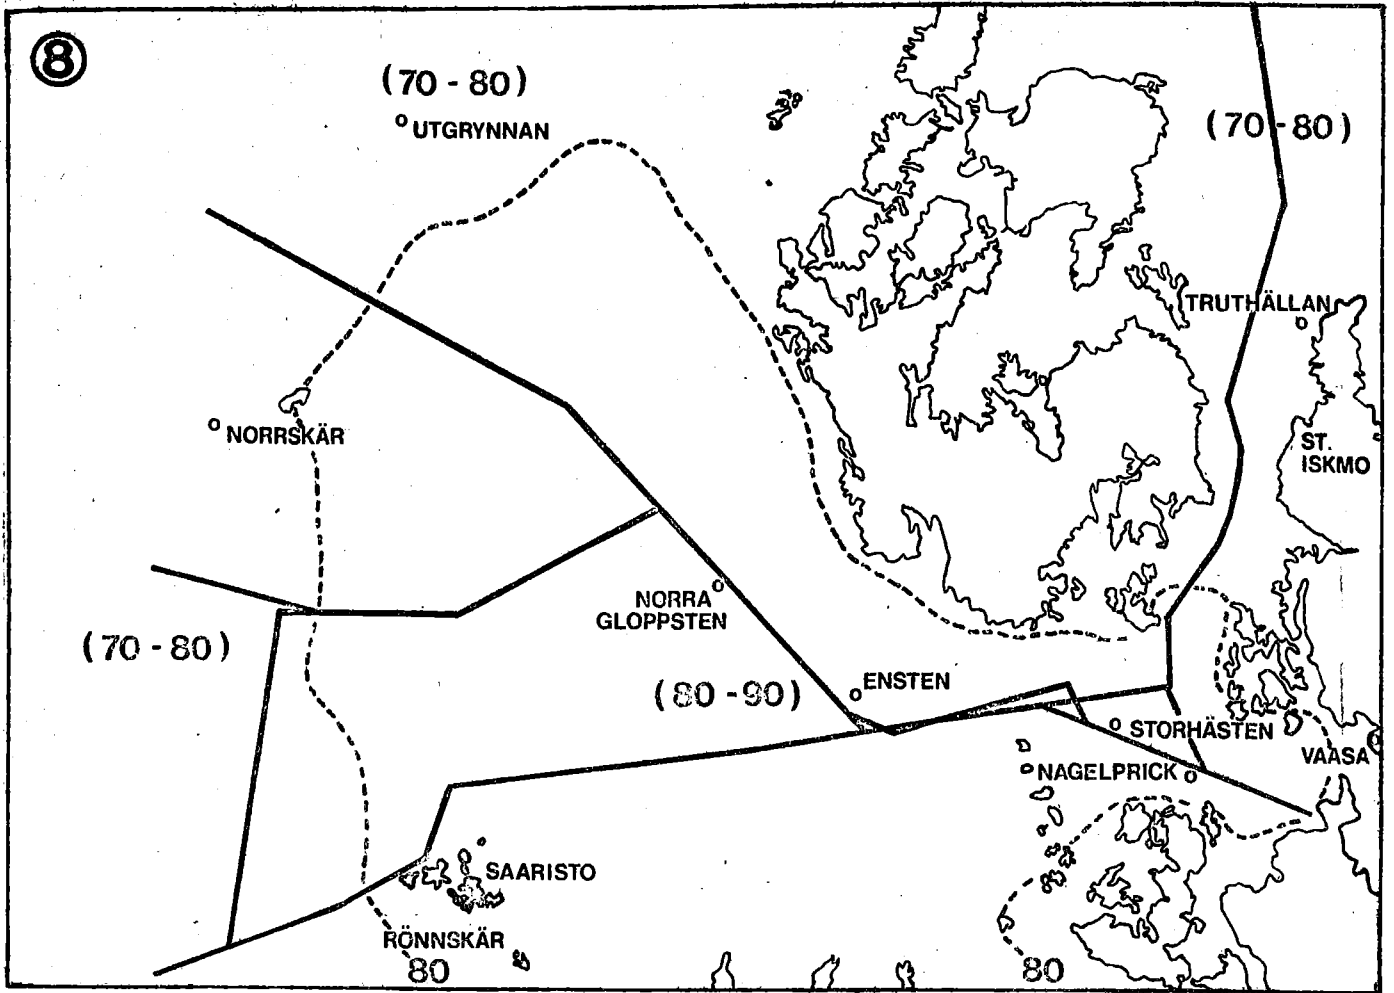 8
(70-80)
UTGRYNNAN
(70-80)
TRUTHÄLLAN
NORRSKÄR
ST.
ISKMO
NORRA
GLOPPSTEN
(70-80)
(80-90)
ENSTEN
STORHÄSTEN
VAASA
NAGELPRICK
SAARISTO
RÖNNSKÄR
80
80